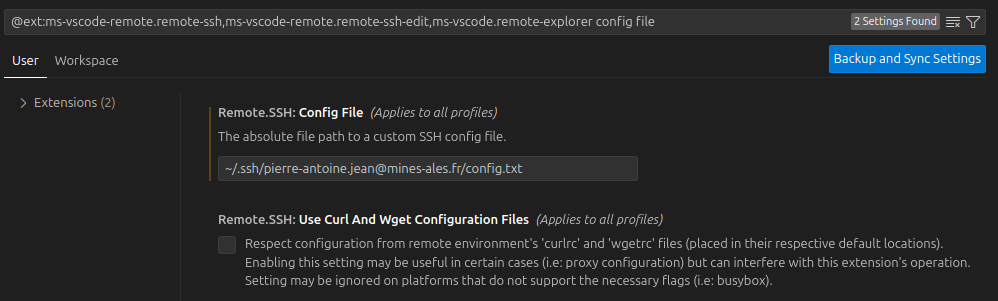 @ext:ms-vscode-remote.remote-ssh,ms-vscode-remote.remote-ssh-edit,ms-vscode.remote-explorer config file
2 Settings Found
User
Workspace
Backup and Sync Settings
Extensions (2)
Remote.SSH: Config File (Applies to all profiles)
The absolute file path to a custom SSH config file.
~/.ssh/pierre-antoine.jean@mines-ales.fr/config.txt
Remote.SSH: Use Curl And Wget Configuration Files (Applies to all profiles)
Respect configuration from remote environment's 'curlrc' and 'wgetrc' files (placed in their respective default locations).
Enabling this setting may be useful in certain cases (i.e: proxy configuration) but can interfere with this extension's operation.
Setting may be ignored on platforms that do not support the necessary flags (i.e: busybox).